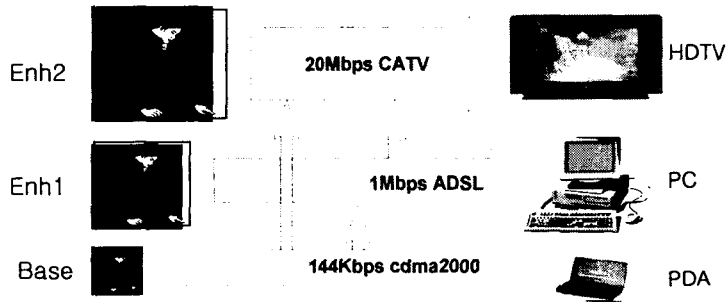 Enh2
20Mbps CATV
HDTV
Enh1
1Mbps ADSL
PC
Base
144Kbps cdma2000
PDA